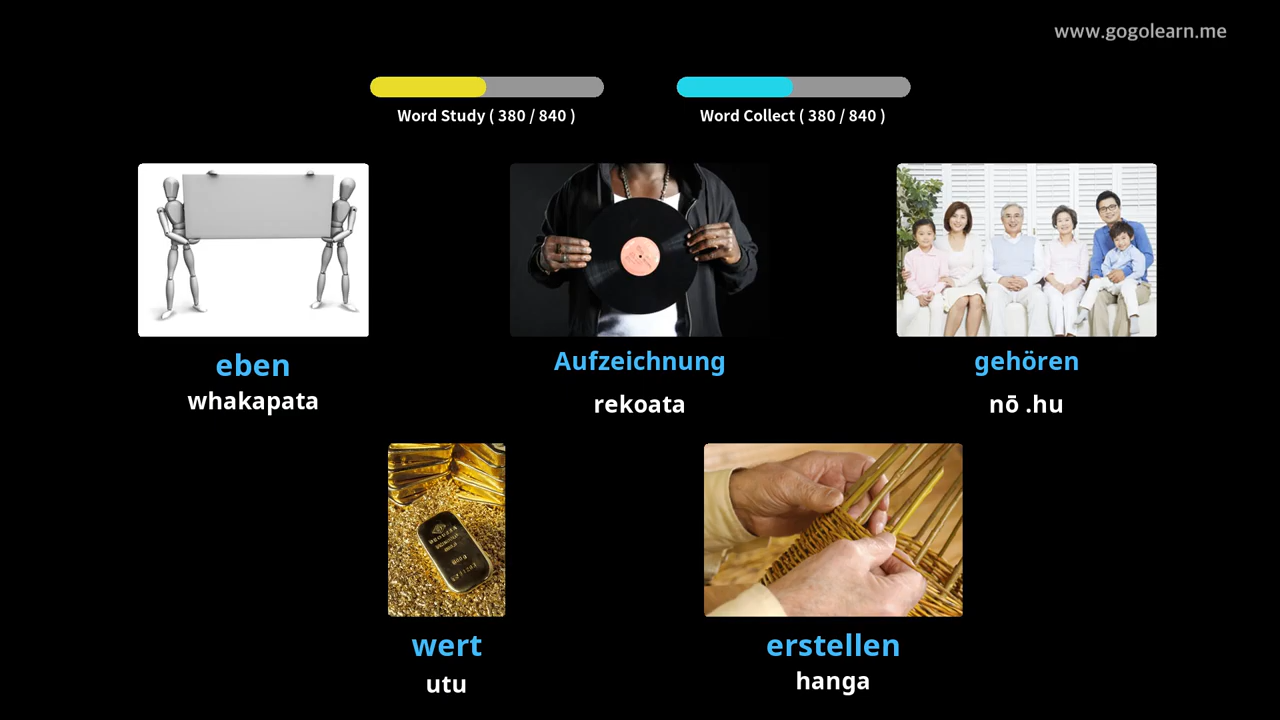 www.gogolearn.me
Word Study ( 380 / 840 )
Word Collect ( 380 / 840 )
eben
whakapata
Aufzeichnung
rekoata
gehören
nō .hu
wert
utu
erstellen
hanga